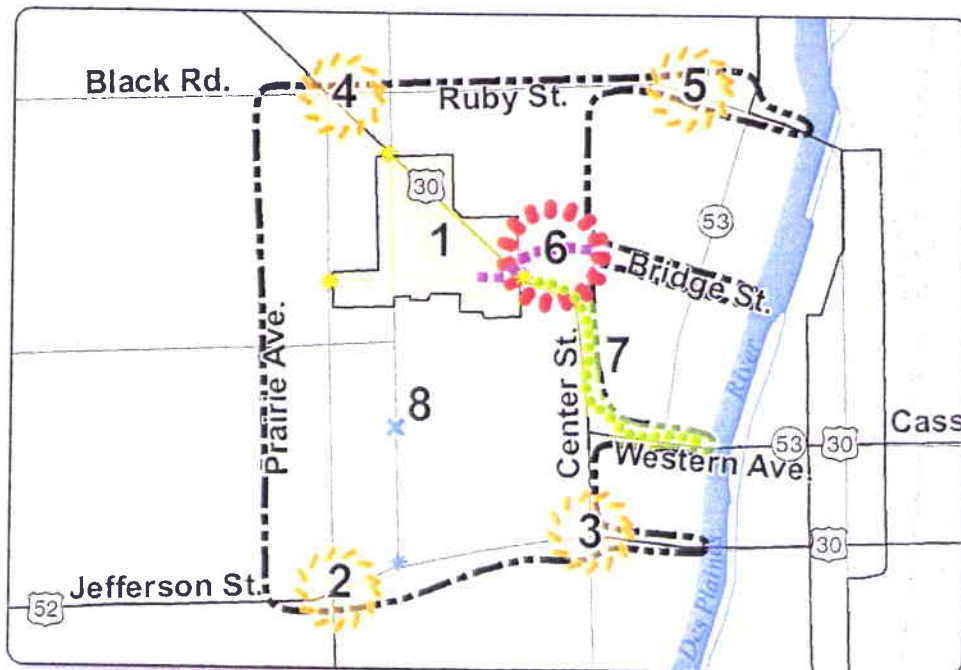 Black Rd.
4
Ruby St.
5
30
1
6
53
Bridge St.
Prairie Ave.
Center St.
7
8
River
Cass
53
30
Western Ave.
3
30
Jefferson St.
2
52
Des Plaines